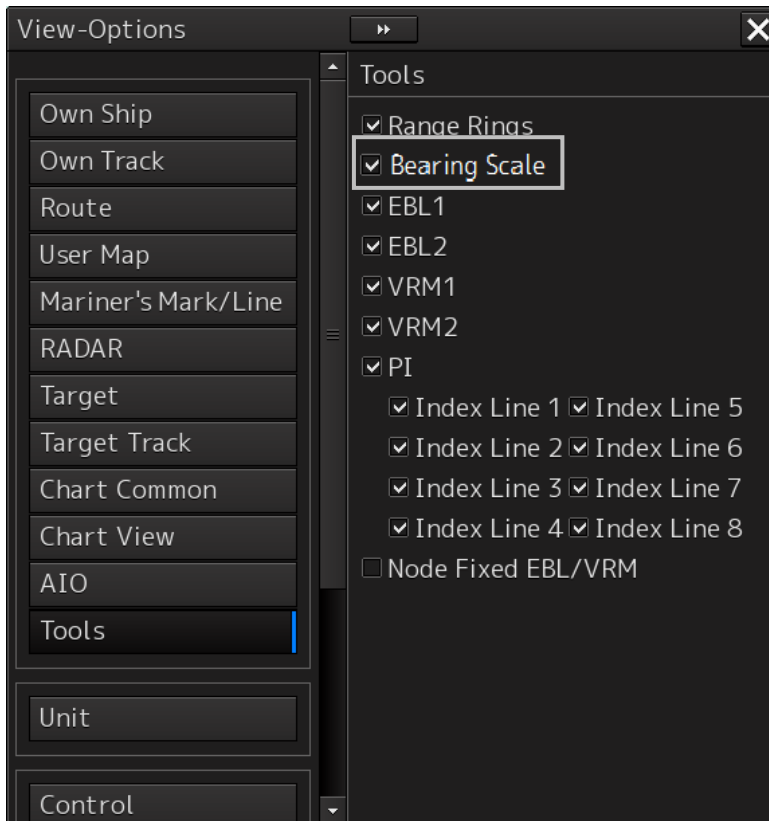 View-Options
Own Ship
Own Track
Route
User Map
Mariner's Mark/Line
RADAR
Target
Target Track
Chart Common
Chart View
AIO
Tools
Unit
Control
Tools
Range Rings
Bearing Scale
EBL1
EBL2
VRM1
VRM2
PI
Index Line 1 Index Line 5
Index Line 2 Index Line 6
Index Line 3 Index Line 7
Index Line 4 Index Line 8
Node Fixed EBL/VRM